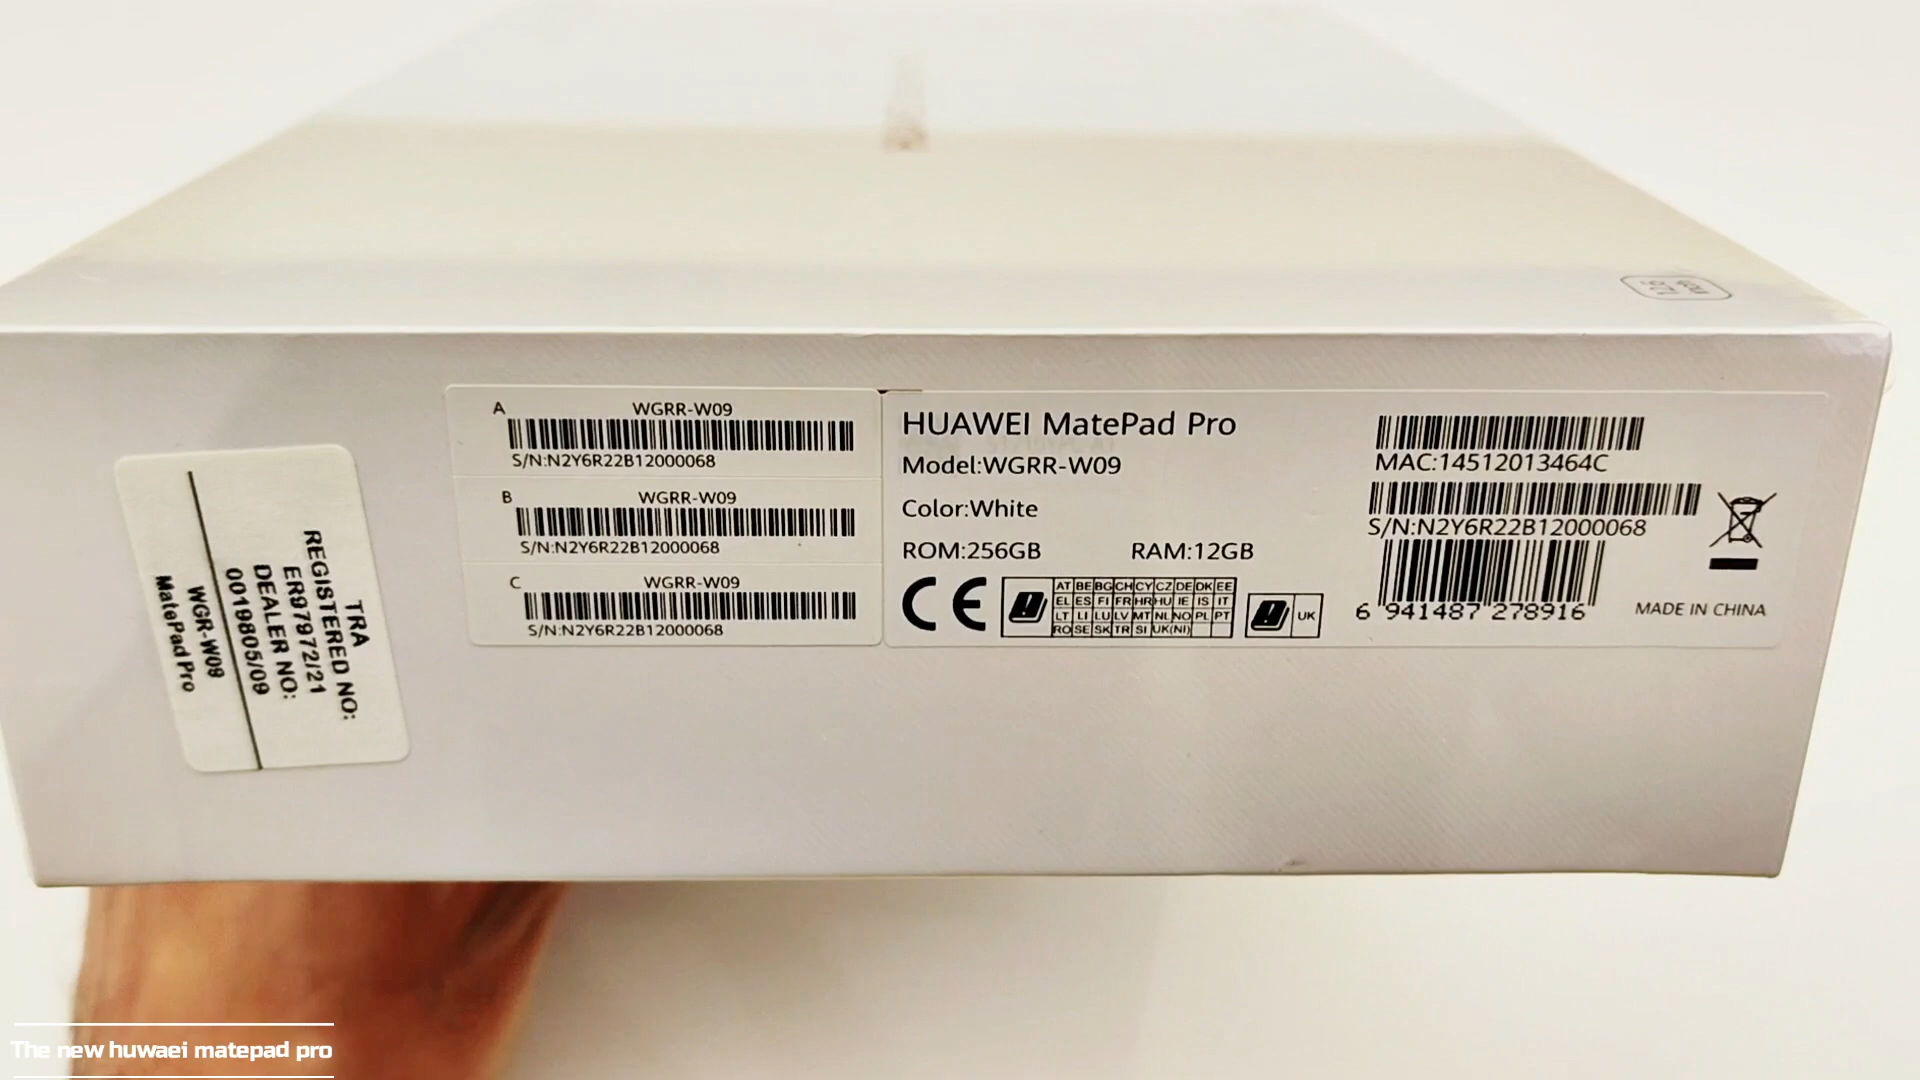 TRA
REGISTERED NO:
ER97972/21
DEALER NO:
0019805/09
WGR-W09
MatePad Pro
A
WGRR-W09
S/N:N2Y6R22B12000068
B
WGRR-W09
S/N:N2Y6R22B12000068
C
WGRR-W09
S/N:N2Y6R22B12000068
HUAWEI MatePad Pro
Model:WGRR-W09
Color:White
ROM:256GB RAM:12GB
CE
AT BE BG CH CY CZ DE DK EE
EL ES FI FR HR HU IE IS IT
LT LI LU LV MT NL NO PL PT
RO SE SK TR SI UK(NI)
UK
MAC:14512013464C
S/N:N2Y6R22B12000068
6 941487 278916
MADE IN CHINA
The new huwaei matepad pro